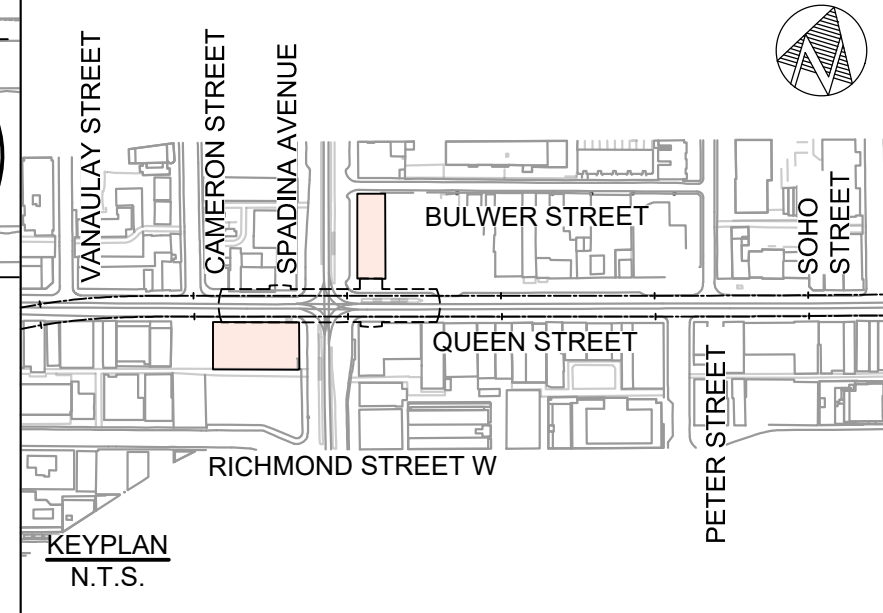 VANAULAY STREET
CAMERON STREET
SPADINA AVENUE
N
BULWER STREET
SOHO
STREET
QUEEN STREET
PETER STREET
RICHMOND STREET W
KEYPLAN
N.T.S.